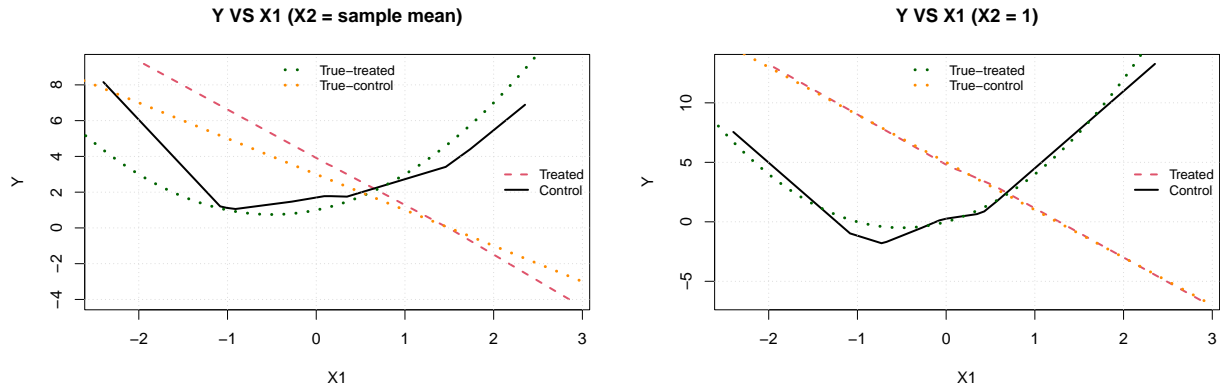 Y VS X1 (X2 = sample mean)
True−treated
True−control
Treated
Control
Y
8
6
4
2
0
−2
−4
−2
−1
0
1
2
3
X1
Y VS X1 (X2 = 1)
True−treated
True−control
Treated
Control
Y
10
5
0
−5
−2
−1
0
1
2
3
X1